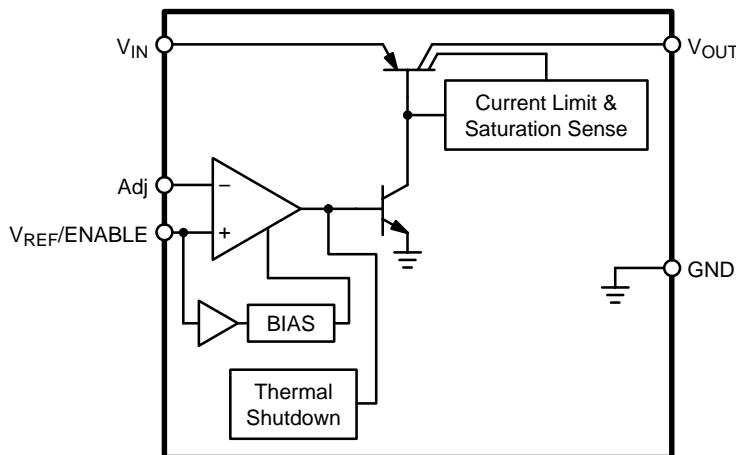 VIN
VOUT
Current Limit &
Saturation Sense
Adj
−
VREF/ENABLE
+
GND
BIAS
Thermal
Shutdown